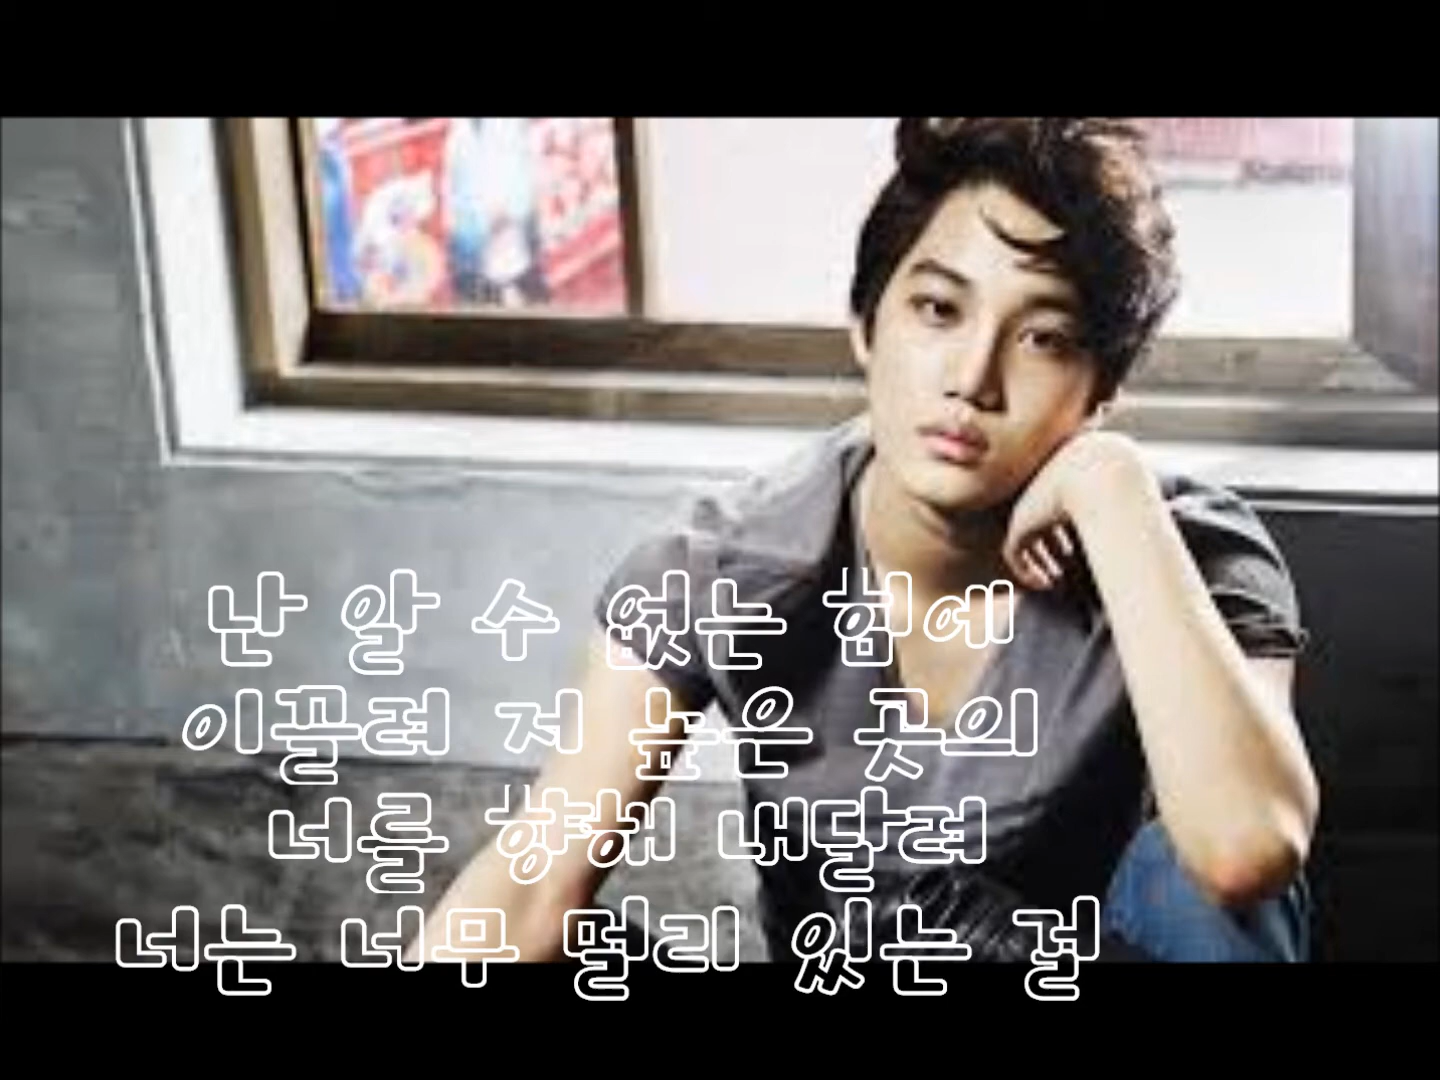 난 알 수 없는 힘에
이끌려 저 높은 곳의
너를 향해 내달려
너는 너무 멀리 있는 걸